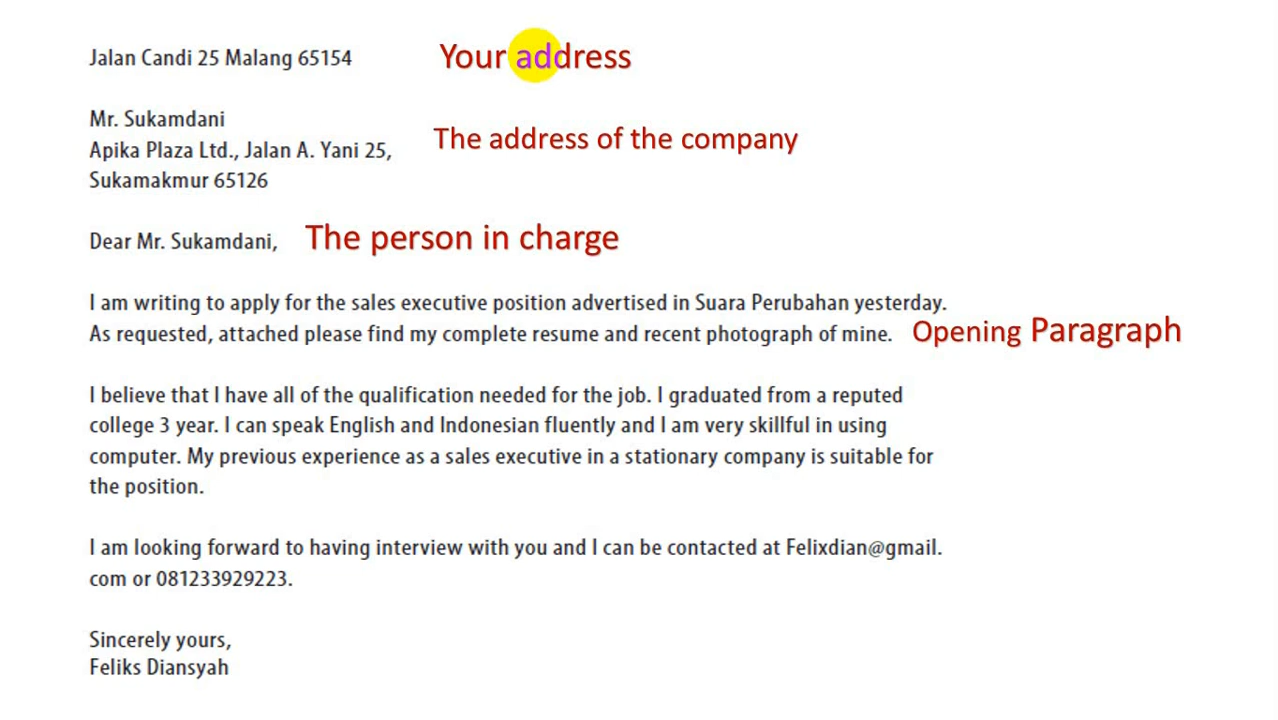 Jalan Candi 25 Malang 65154 Your address
Mr. Sukamdani
Apika Plaza Ltd., Jalan A. Yani 25, The address of the company
Sukamakmur 65126
Dear Mr. Sukamdani, The person in charge
I am writing to apply for the sales executive position advertised in Suara Perubahan yesterday.
As requested, attached please find my complete resume and recent photograph of mine. Opening Paragraph
I believe that I have all of the qualification needed for the job. I graduated from a reputed
college 3 year. I can speak English and Indonesian fluently and I am very skillful in using
computer. My previous experience as a sales executive in a stationary company is suitable for
the position.
I am looking forward to having interview with you and I can be contacted at Felixdian@gmail.
com or 081233929223.
Sincerely yours,
Feliks Diansyah